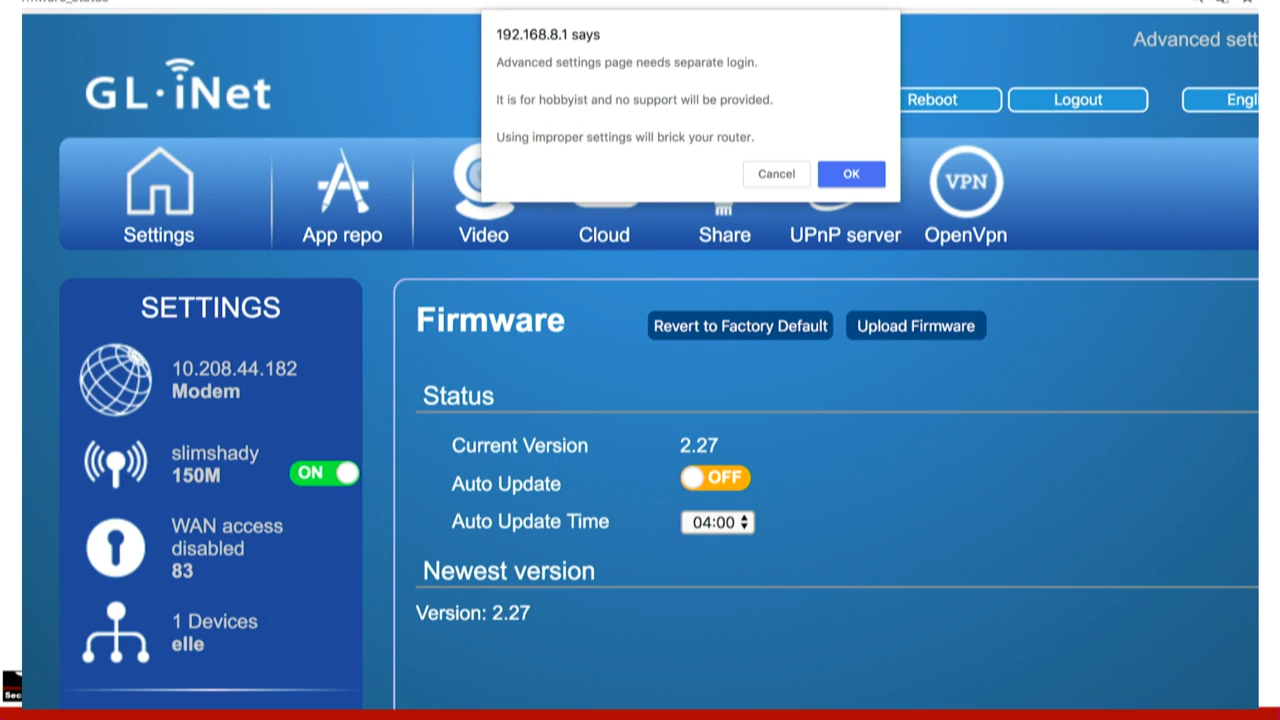 192.168.8.1 says
Advanced settings page needs separate login.
It is for hobbyist and no support will be provided.
Using improper settings will brick your router.
Cancel
OK
Advanced sett
GL·iNet
Reboot
Logout
Engl
Settings
App repo
Video
Cloud
Share
UPnP server
VPN
OpenVpn
SETTINGS
10.208.44.182
Modem
slimshady
150M
ON
WAN access
disabled
83
1 Devices
elle
Firmware
Revert to Factory Default
Upload Firmware
Status
Current Version
2.27
Auto Update
OFF
Auto Update Time
04:00
Newest version
Version: 2.27
Sec